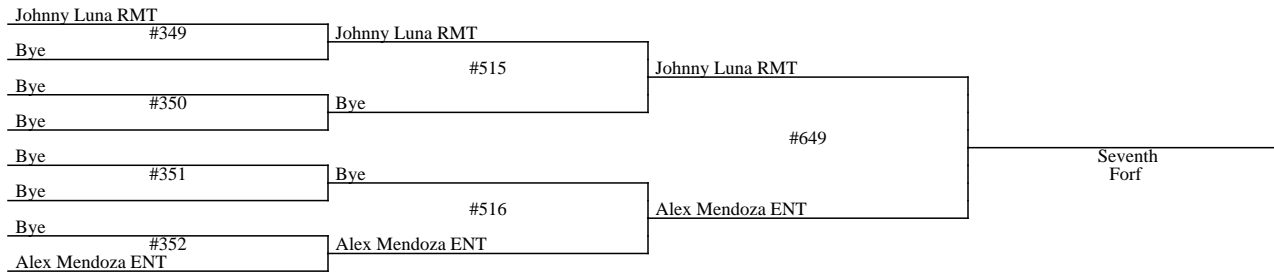 Johnny Luna RMT
#349
Bye
Bye
#350
Bye
Bye
#351
Bye
Bye
#352
Alex Mendoza ENT
Johnny Luna RMT
#515
Bye
Bye
#516
Alex Mendoza ENT
Johnny Luna RMT
#649
Alex Mendoza ENT
Seventh
Forf